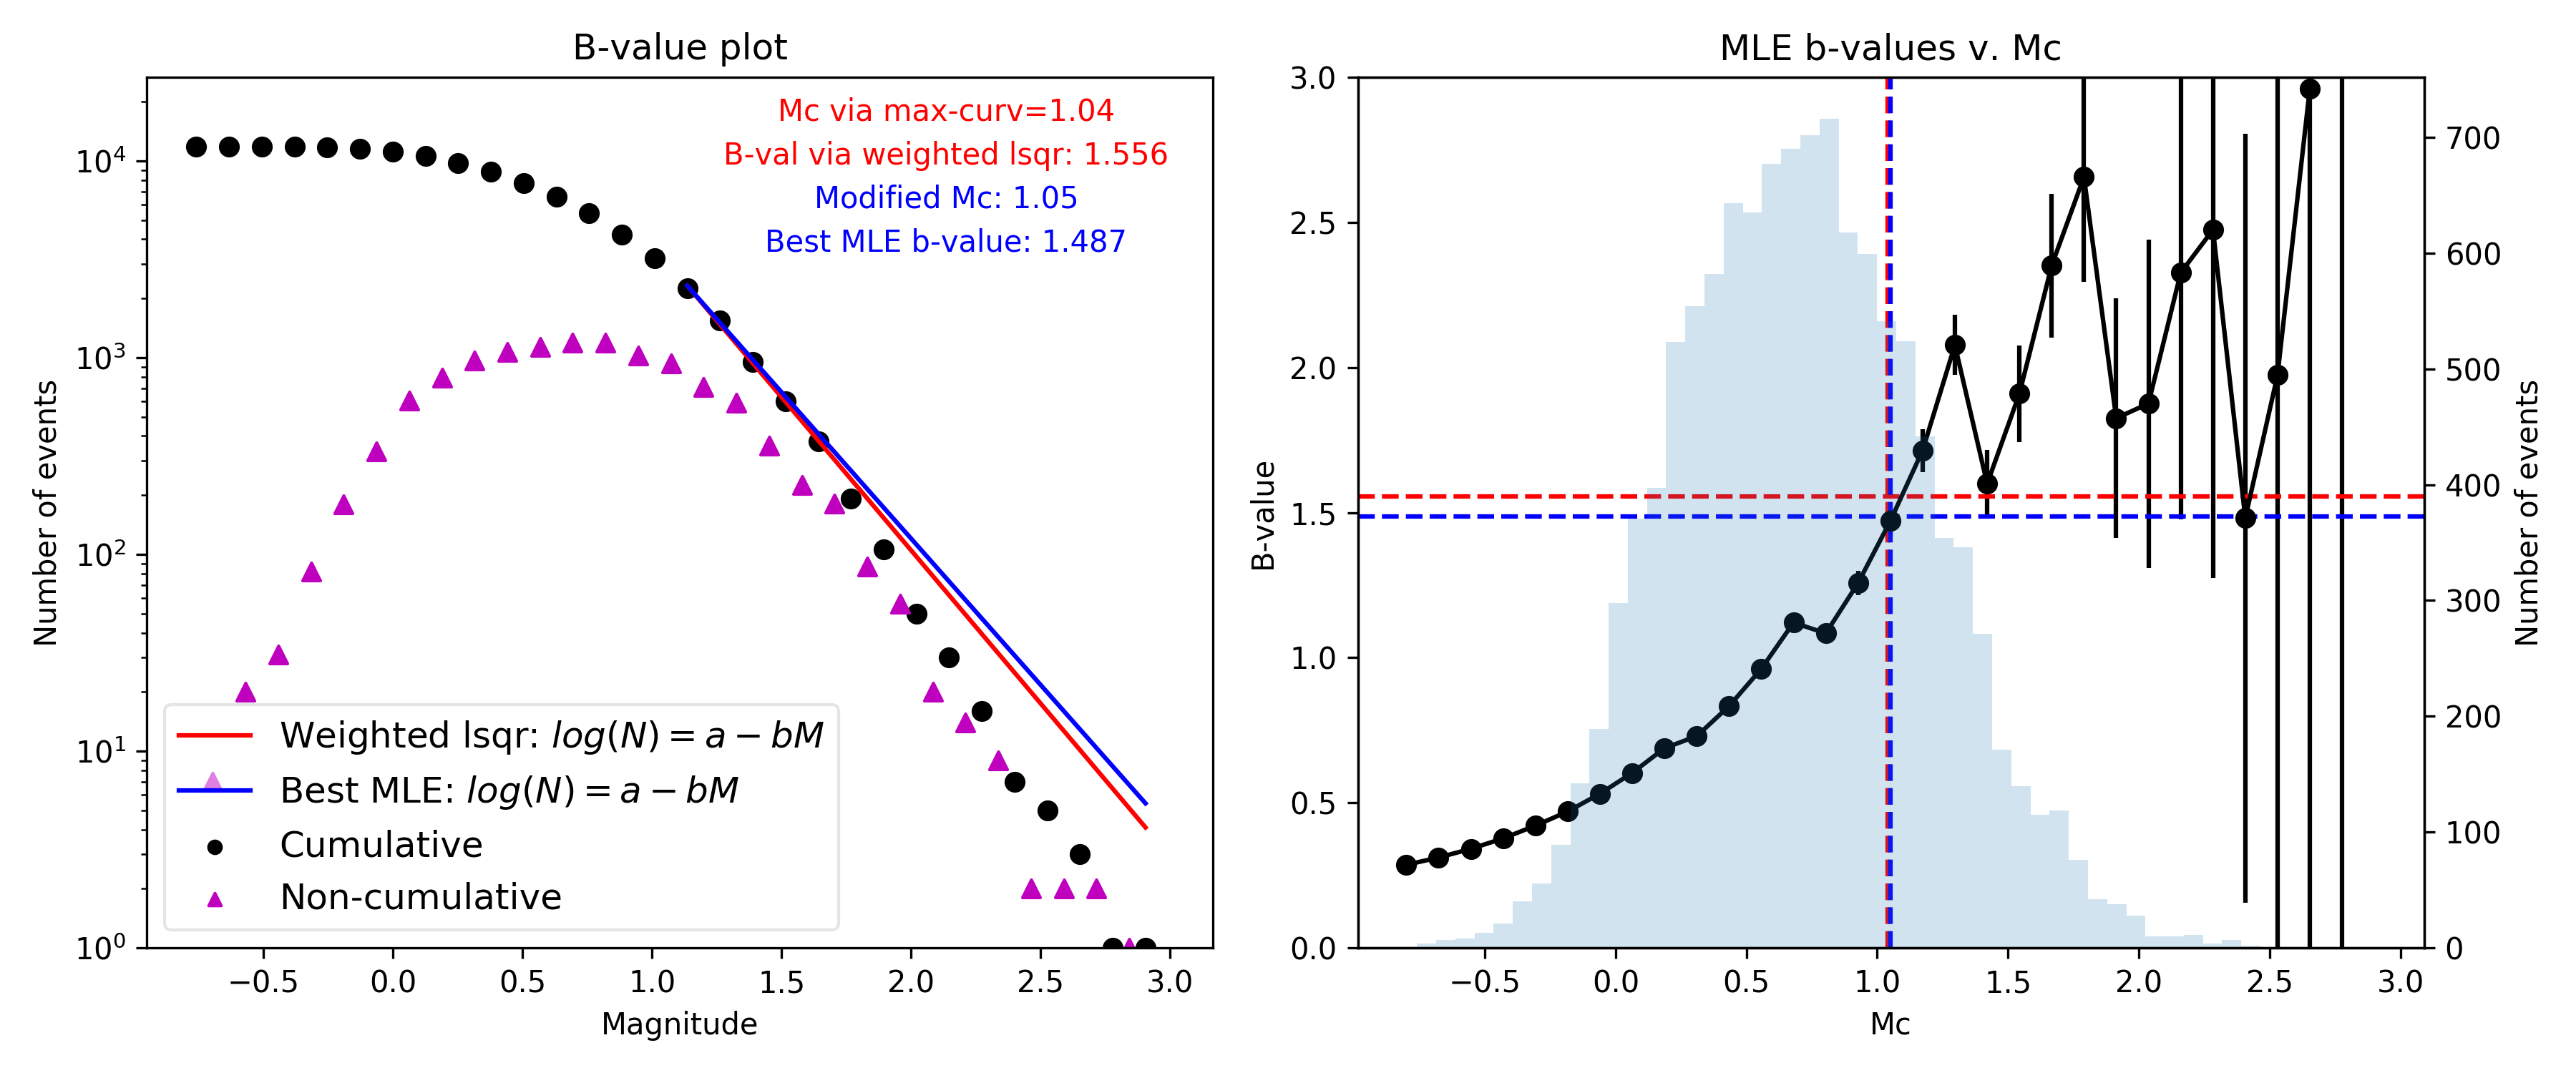 B-value plot
Mc via max-curv=1.04
B-val via weighted lsqr: 1.556
Modified Mc: 1.05
Best MLE b-value: 1.487
Number of events
10⁴
10³
10²
10¹
10⁰
Weighted lsqr: log(N) = a − bM
Best MLE: log(N) = a − bM
Cumulative
Non-cumulative
−0.5 0.0 0.5 1.0 1.5 2.0 2.5 3.0
Magnitude
MLE b-values v. Mc
B-value
3.0
2.5
2.0
1.5
1.0
0.5
0.0
−0.5 0.0 0.5 1.0 1.5 2.0 2.5 3.0
Mc
700
600
500
400
300
200
100
0
Number of events